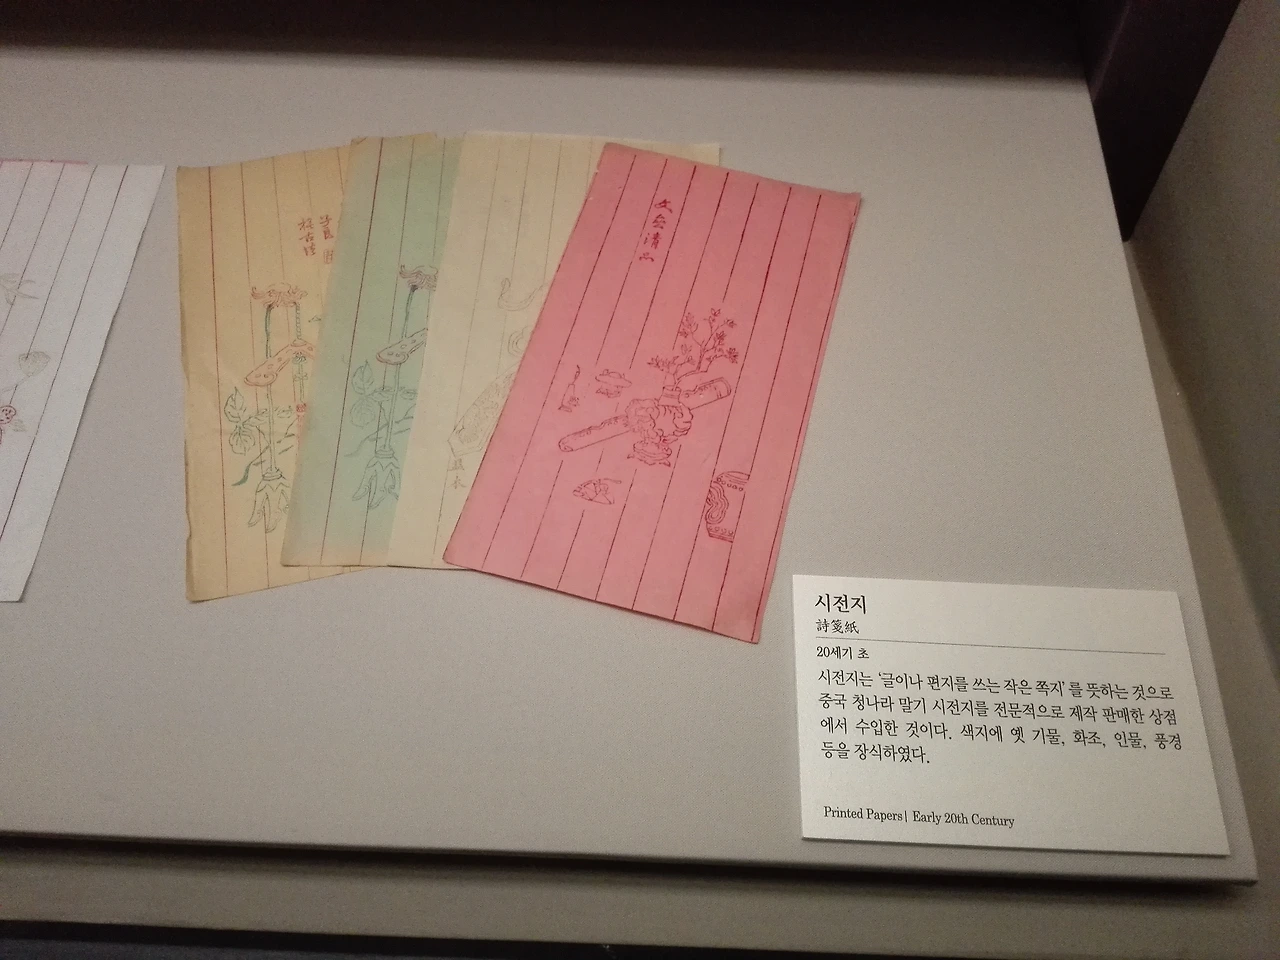 文
會
清
品
시전지
詩箋紙
20세기 초
시전지는 '글이나 편지를 쓰는 작은 쪽지'를 뜻하는 것으로
중국 청나라 말기 시전지를 전문적으로 제작 판매한 상점
에서 수입한 것이다. 색지에 옛 기물, 화조, 인물, 풍경
등을 장식하였다.
Printed Papers| Early 20th Century